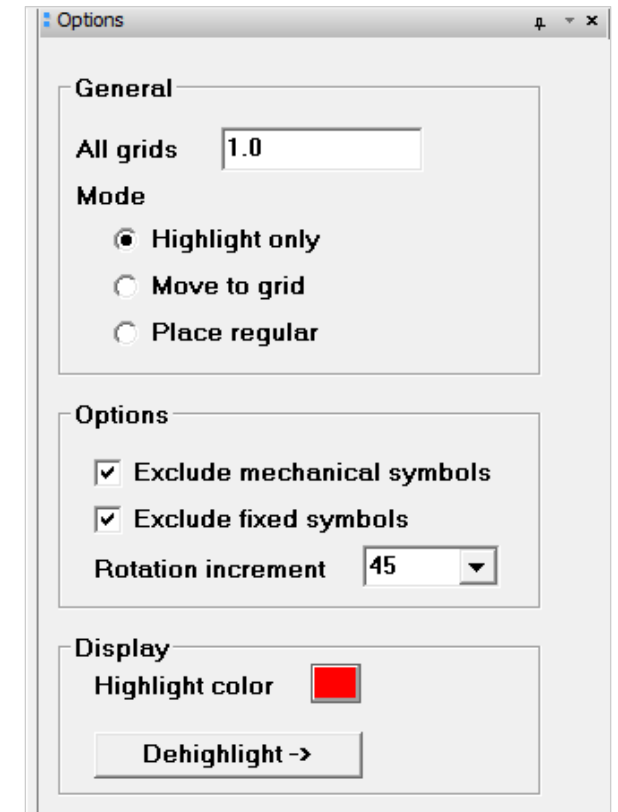 Options
General
All grids 1.0
Mode
Highlight only
Move to grid
Place regular
Options
Exclude mechanical symbols
Exclude fixed symbols
Rotation increment 45
Display
Highlight color
Dehighlight ->